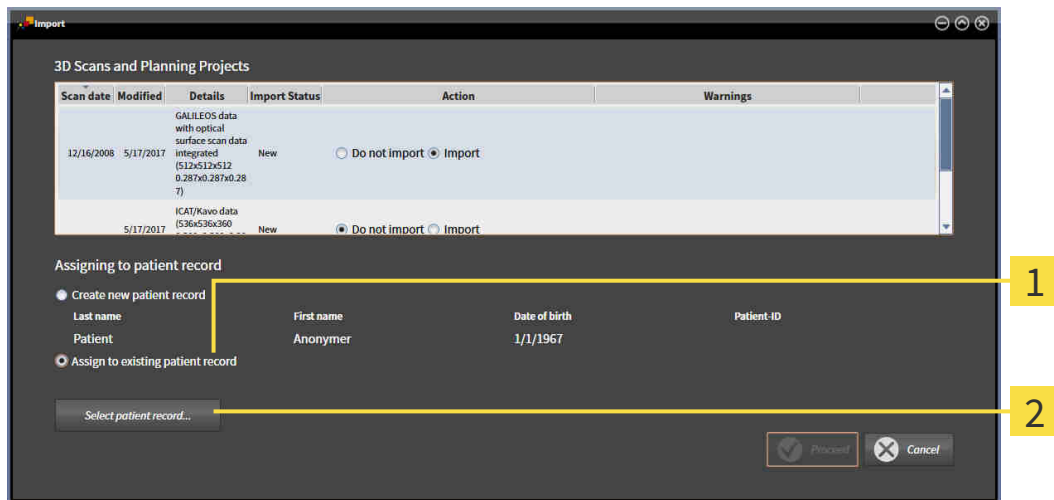 Import
3D Scans and Planning Projects
Scan date Modified Details Import Status Action Warnings
GALILEOS data
with optical
surface scan data
12/16/2008 5/17/2017 integrated New Do not import Import
(512x512x512
0.287x0.287x0.28
7)
ICAT/Kavo data
(536x536x360
5/17/2017 New Do not import Import
Assigning to patient record
1
Create new patient record
Last name First name Date of birth Patient-ID
Patient Anonymer 1/1/1967
Assign to existing patient record
Select patient record...
2
Proceed Cancel